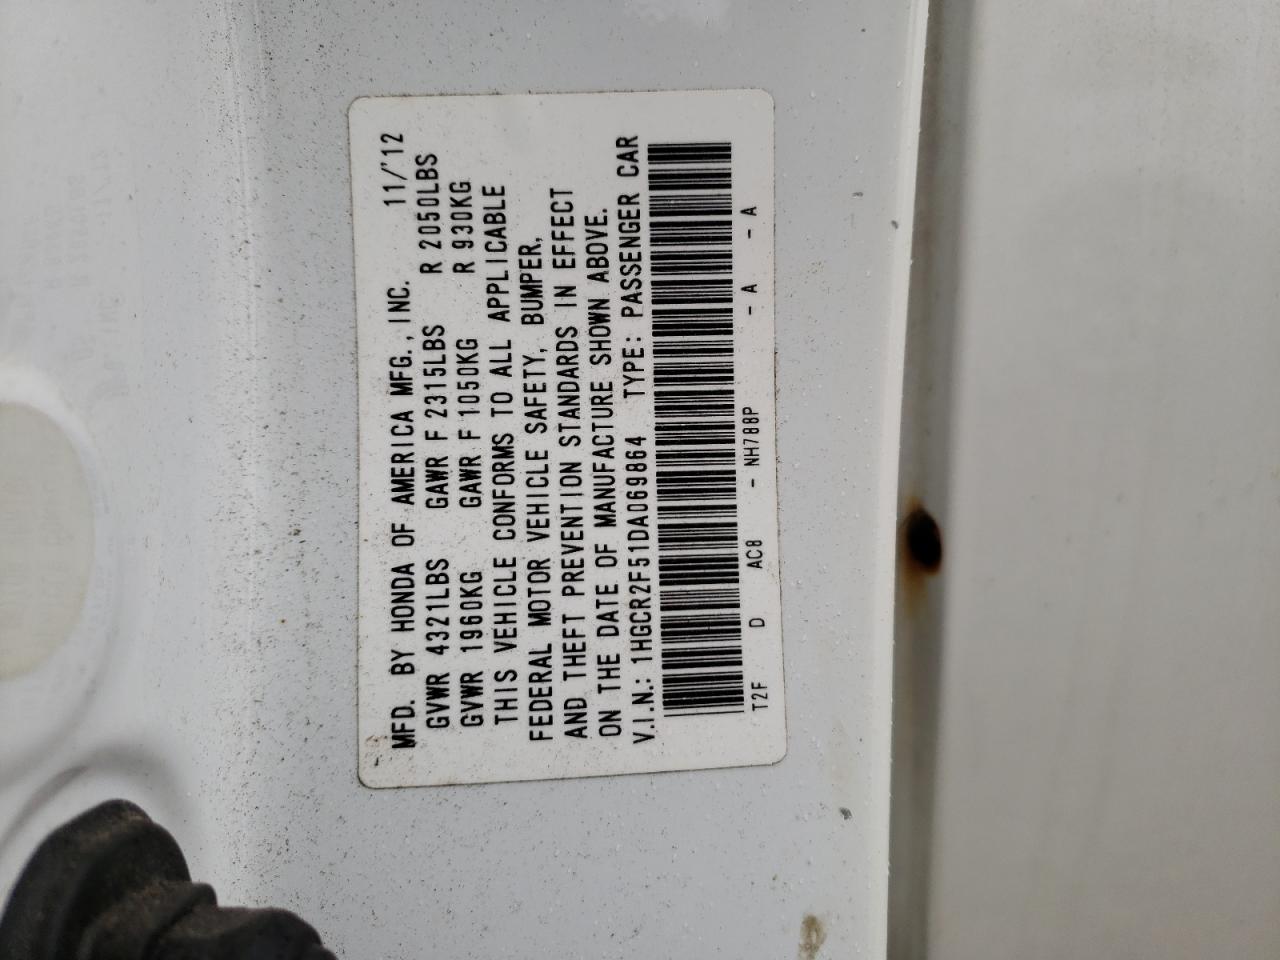 MFD. BY HONDA OF AMERICA MFG.,INC. 11/'12
GVWR 4321LBS GAWR F 2315LBS R 2050LBS
GVWR 1960KG GAWR F 1050KG R 930KG
THIS VEHICLE CONFORMS TO ALL APPLICABLE
FEDERAL MOTOR VEHICLE SAFETY, BUMPER,
AND THEFT PREVENTION STANDARDS IN EFFECT
ON THE DATE OF MANUFACTURE SHOWN ABOVE.
V.I.N.: 1HGCR2F51DA069864 TYPE: PASSENGER CAR
T2F D AC8 - NH788P - A - A